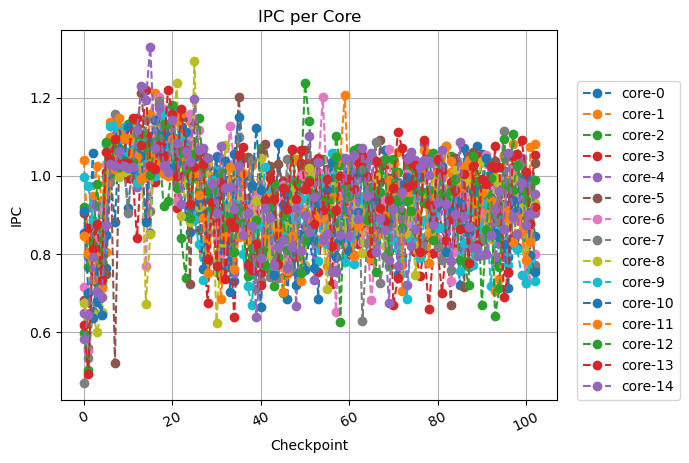 IPC per Core
IPC
1.2
1.0
0.8
0.6
0
20
40
60
80
100
Checkpoint
core-0
core-1
core-2
core-3
core-4
core-5
core-6
core-7
core-8
core-9
core-10
core-11
core-12
core-13
core-14